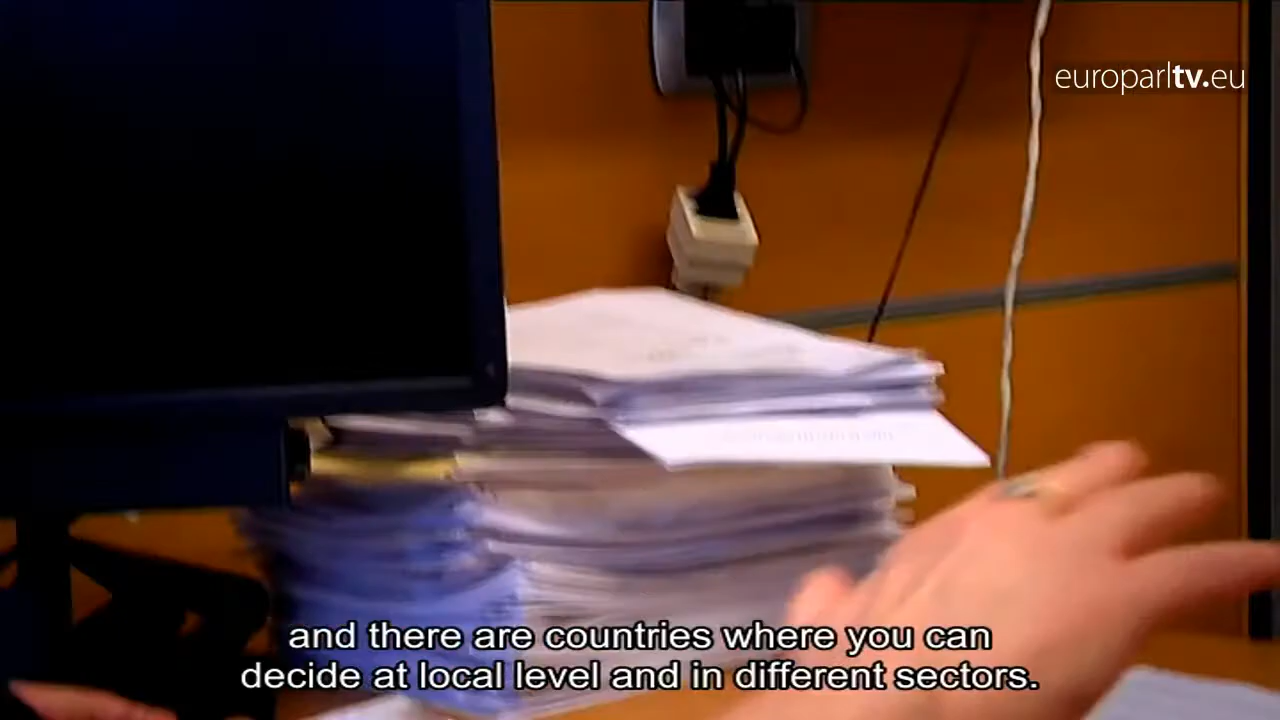 europarltv.eu
and there are countries where you can
decide at local level and in different sectors.